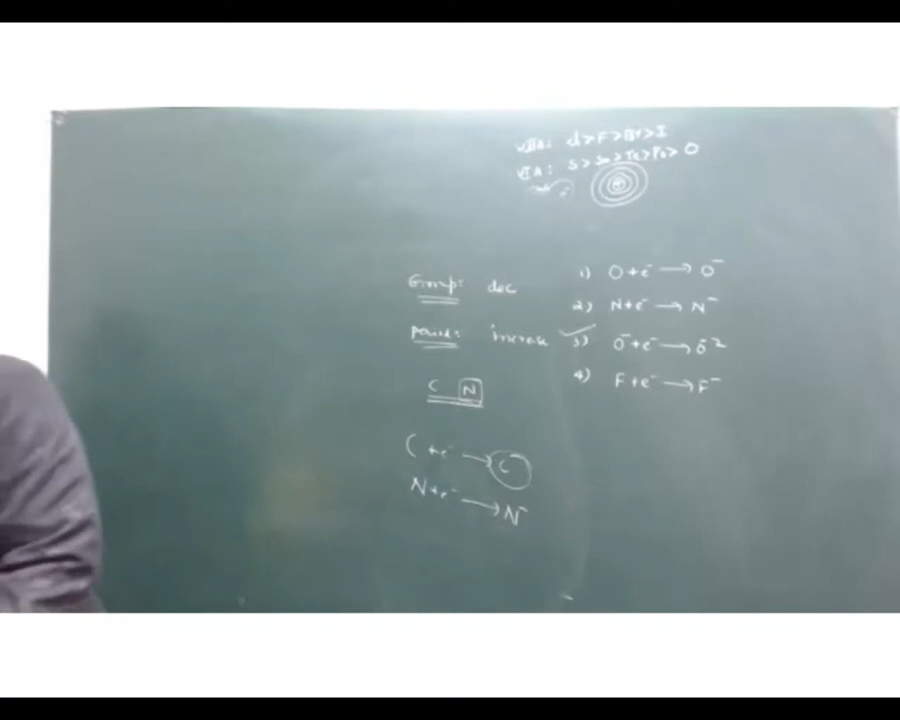 VIIA: Cl > F > Br > I
VIA: S > Se > Te > Po > O
Group: dec
Period: increase
C N
C + e⁻ → C⁻
N + e⁻ → N⁻
1) O + e⁻ → O⁻
2) N + e⁻ → N⁻
3) O⁻ + e⁻ → O⁻²
4) F + e⁻ → F⁻